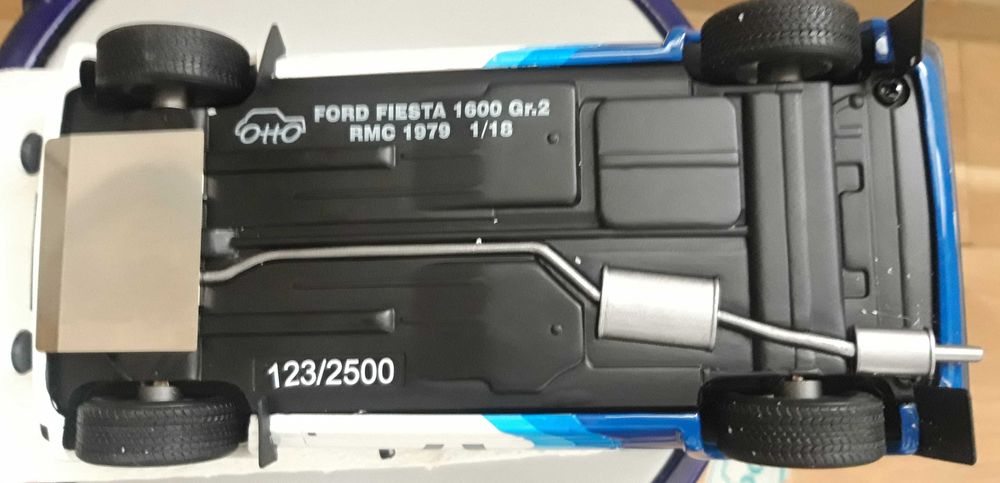 OttO FORD FIESTA 1600 Gr.2
RMC 1979 1/18
123/2500